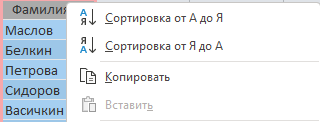 Фамилия
Маслов
Белкин
Петрова
Сидоров
Васичкин
Сортировка от А до Я
Сортировка от Я до А
Копировать
Вставить